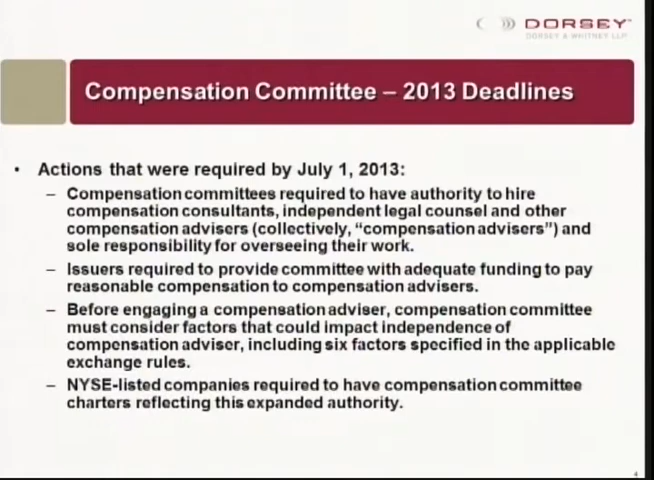 DORSEY™
DORSEY & WHITNEY LLP
Compensation Committee – 2013 Deadlines
• Actions that were required by July 1, 2013:
– Compensation committees required to have authority to hire
compensation consultants, independent legal counsel and other
compensation advisers (collectively, “compensation advisers”) and
sole responsibility for overseeing their work.
– Issuers required to provide committee with adequate funding to pay
reasonable compensation to compensation advisers.
– Before engaging a compensation adviser, compensation committee
must consider factors that could impact independence of
compensation adviser, including six factors specified in the applicable
exchange rules.
– NYSE-listed companies required to have compensation committee
charters reflecting this expanded authority.
4